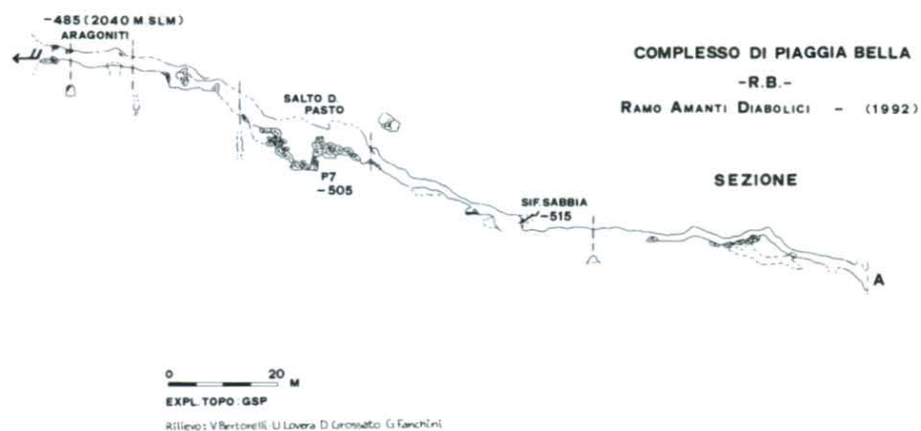 -485 (2040 M SLM)
ARAGONITI
U
COMPLESSO DI PIAGGIA BELLA
-R.B.-
RAMO AMANTI DIABOLICI - (1992)
SALTO D.
PASTO
P7
-505
SEZIONE
SIF. SABBIA
-515
A
0 20 M
EXPL. TOPO: GSP
Rilievo: V Bertorelli U Lovera D Grossato G Fanchini